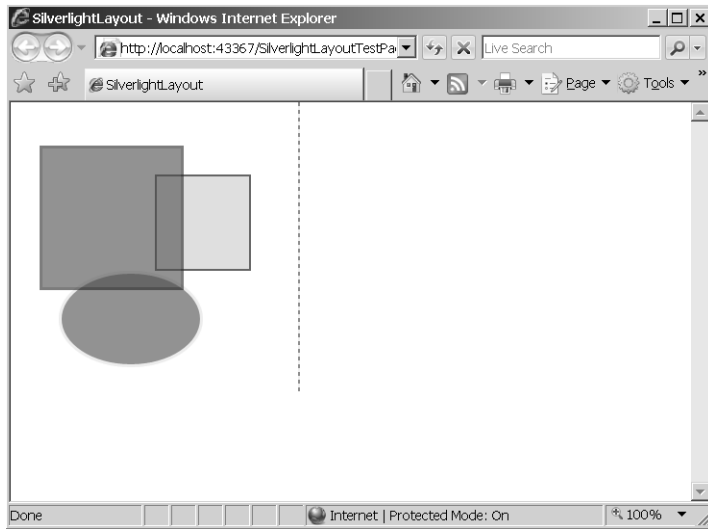 SilverlightLayout - Windows Internet Explorer
http://localhost:43367/SilverlightLayoutTestPa
Live Search
SilverlightLayout
Page
Tools
»
Done
Internet | Protected Mode: On
100%